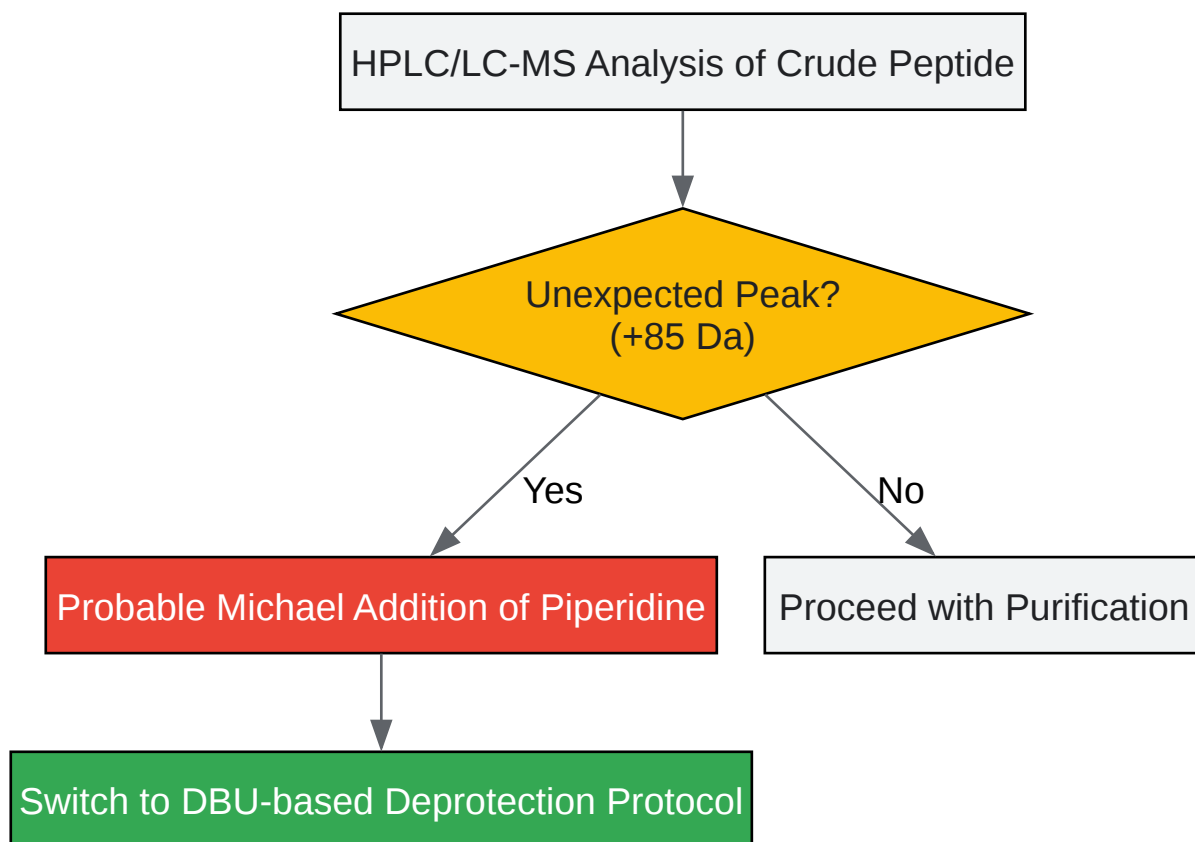 HPLC/LC-MS Analysis of Crude Peptide
Unexpected Peak?
(+85 Da)
Yes
No
Probable Michael Addition of Piperidine
Proceed with Purification
Switch to DBU-based Deprotection Protocol